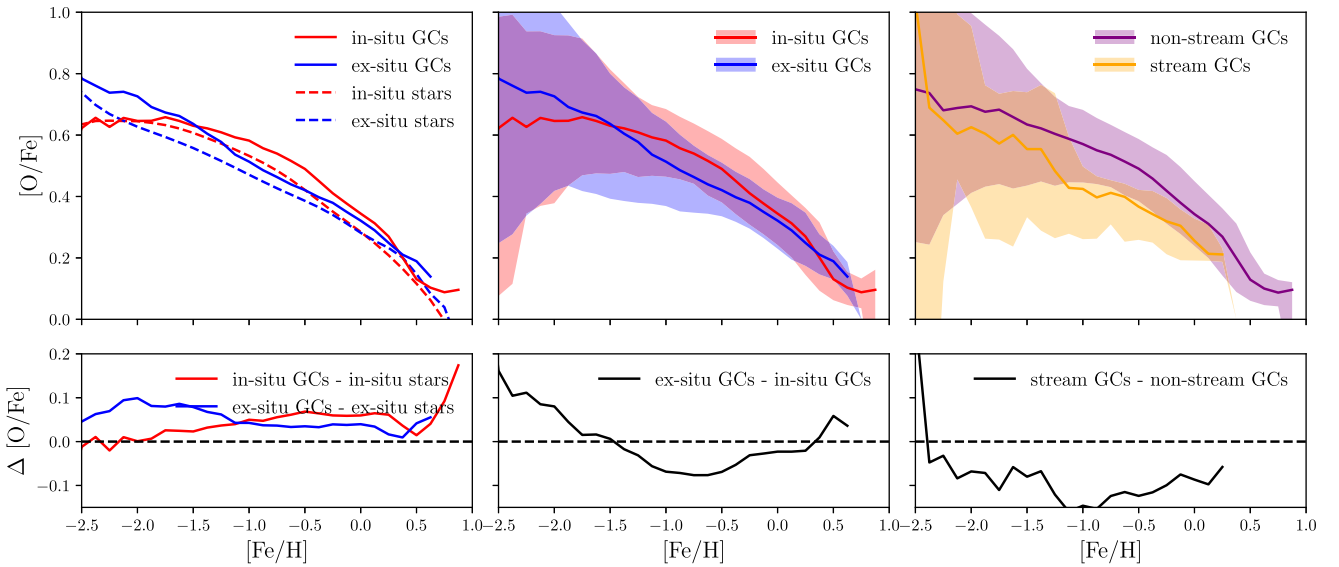 1.0
0.8
0.6
0.4
0.2
0.0
[O/Fe]
in-situ GCs
ex-situ GCs
in-situ stars
ex-situ stars
in-situ GCs
ex-situ GCs
non-stream GCs
stream GCs
0.2
0.1
0.0
−0.1
Δ [O/Fe]
in-situ GCs - in-situ stars
ex-situ GCs - ex-situ stars
ex-situ GCs - in-situ GCs
stream GCs - non-stream GCs
−2.5 −2.0 −1.5 −1.0 −0.5 0.0 0.5 1.0
−2.5 −2.0 −1.5 −1.0 −0.5 0.0 0.5 1.0
−2.5 −2.0 −1.5 −1.0 −0.5 0.0 0.5 1.0
[Fe/H]
[Fe/H]
[Fe/H]